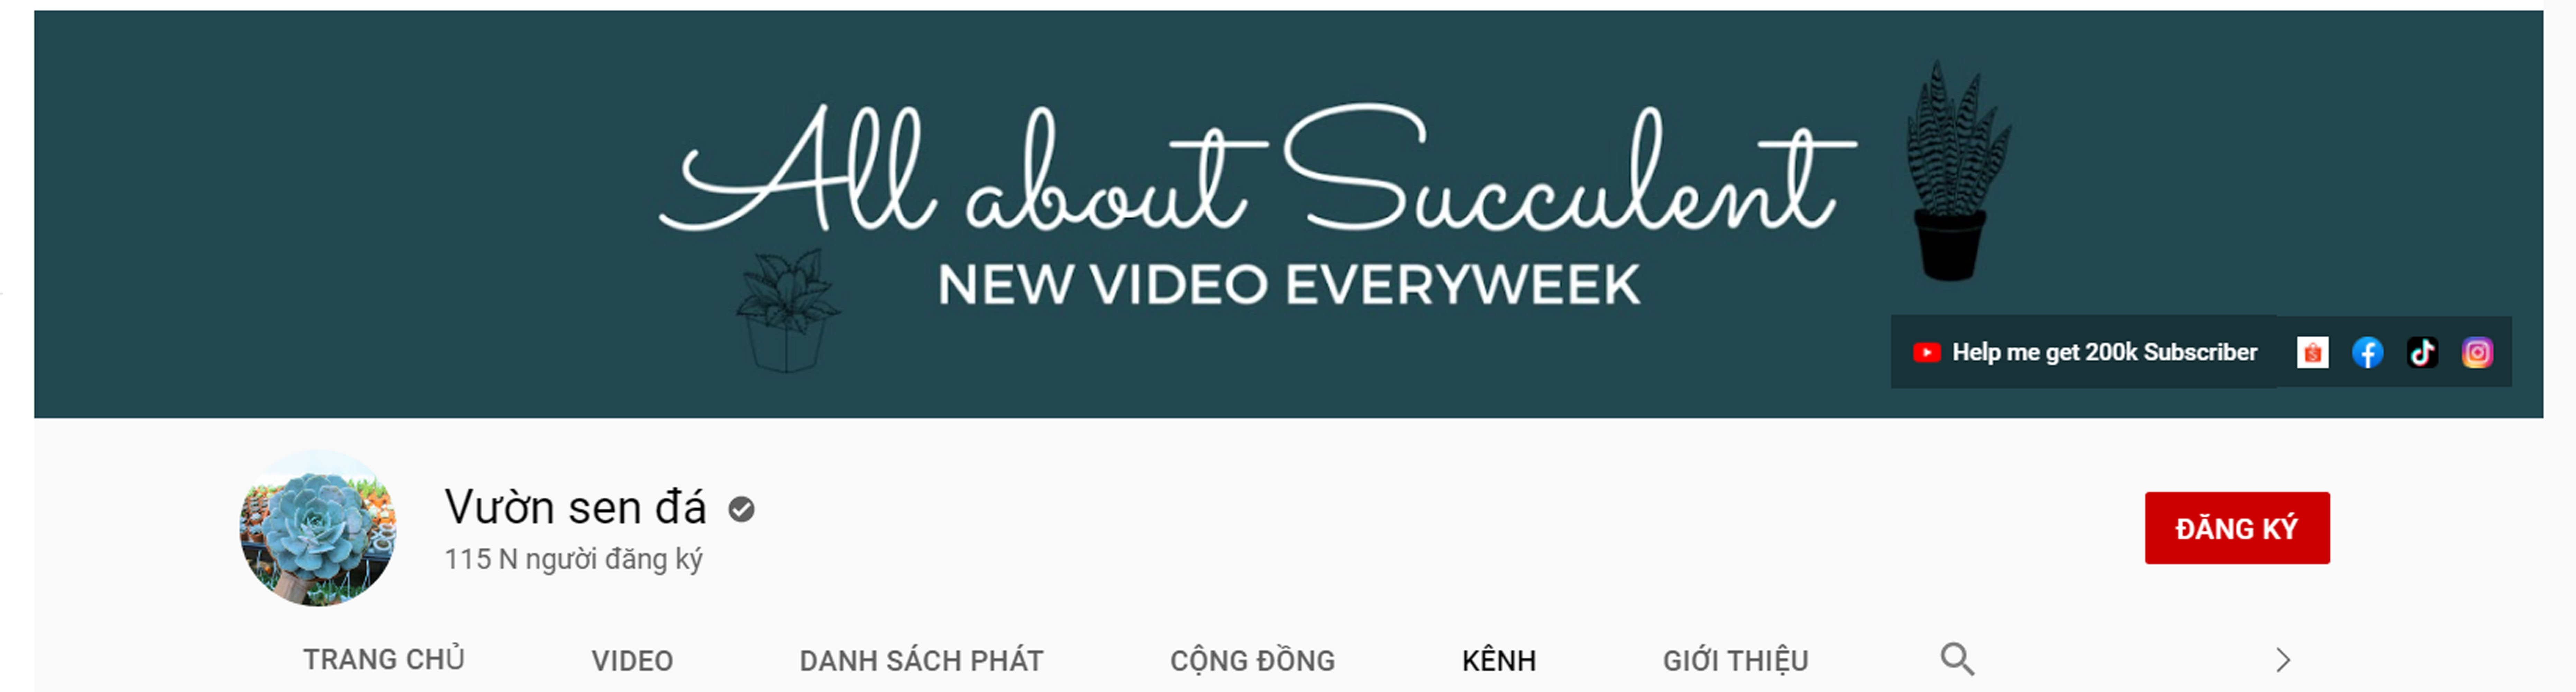 All about Succulent
NEW VIDEO EVERYWEEK
Help me get 200k Subscriber
Vườn sen đá
115 N người đăng ký
ĐĂNG KÝ
TRANG CHỦ VIDEO DANH SÁCH PHÁT CỘNG ĐỒNG KÊNH GIỚI THIỆU